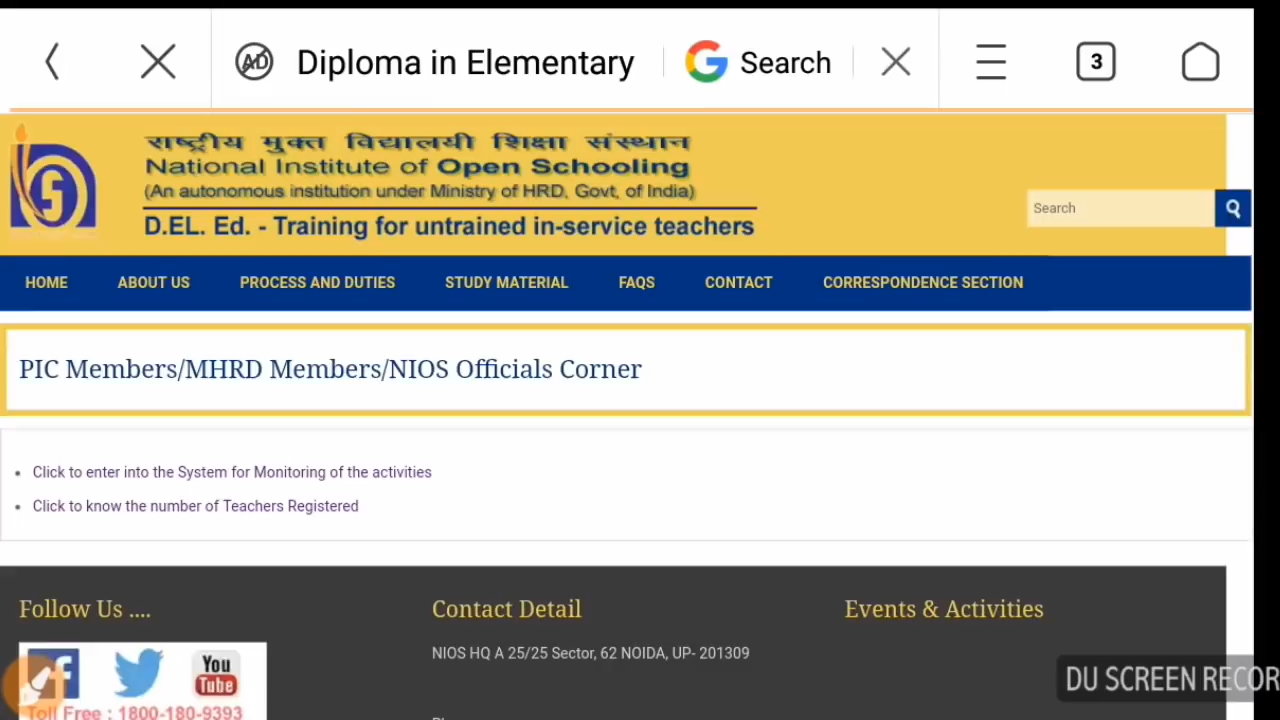 Diploma in Elementary
Search
3
राष्ट्रीय मुक्त विद्यालयी शिक्षा संस्थान
National Institute of Open Schooling
(An autonomous institution under Ministry of HRD, Govt, of India)
D.EL. Ed. - Training for untrained in-service teachers
Search
HOME ABOUT US PROCESS AND DUTIES STUDY MATERIAL FAQS CONTACT CORRESPONDENCE SECTION
PIC Members/MHRD Members/NIOS Officials Corner
Click to enter into the System for Monitoring of the activities
Click to know the number of Teachers Registered
Follow Us .... Contact Detail Events & Activities
NIOS HQ A 25/25 Sector, 62 NOIDA, UP- 201309
You
Tube
Toll Free : 1800-180-9393
DU SCREEN RECOR